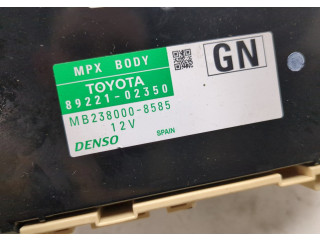 MPX BODY
GN
TOYOTA
89221-02350
MB238000-8585
12V
DENSO
SPAIN